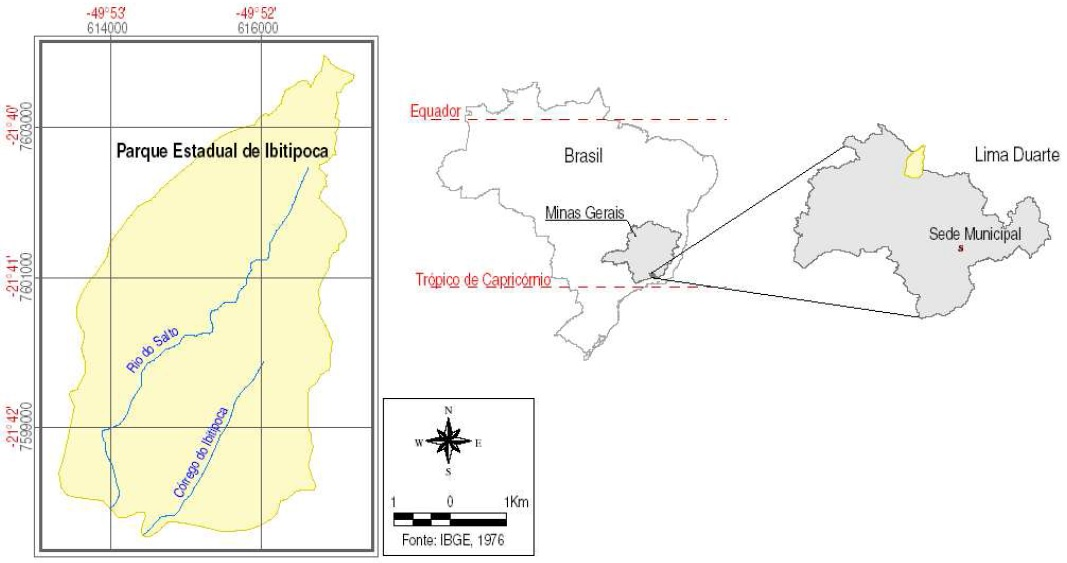 -49°53' -49°52'
614000 616000
-21°40'
7603000
-21°41'
7601000
-21°42'
7599000
Parque Estadual de Ibitipoca
Rio do Salto
Córrego do Ibitipoca
N
W E
S
1 0 1Km
Fonte: IBGE, 1976
Equador
Brasil
Minas Gerais
Trópico de Capricórnio
Lima Duarte
Sede Municipal
s